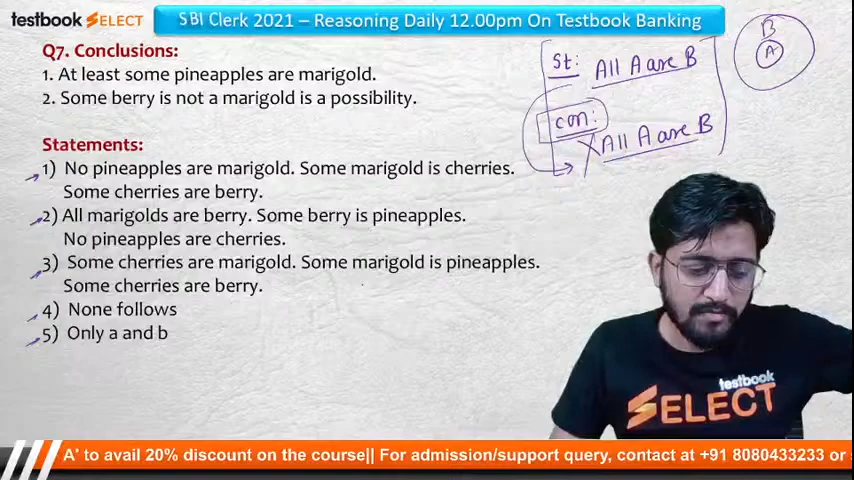 testbook SELECT
SBI Clerk 2021 – Reasoning Daily 12.00pm On Testbook Banking
Q7. Conclusions:
1. At least some pineapples are marigold.
2. Some berry is not a marigold is a possibility.
Statements:
1) No pineapples are marigold. Some marigold is cherries.
Some cherries are berry.
2) All marigolds are berry. Some berry is pineapples.
No pineapples are cherries.
3) Some cherries are marigold. Some marigold is pineapples.
Some cherries are berry.
4) None follows
5) Only a and b
St: All A are B
con:
All A are B
B
A
testbook
SELECT
A' to avail 20% discount on the course|| For admission/support query, contact at +91 8080433233 or